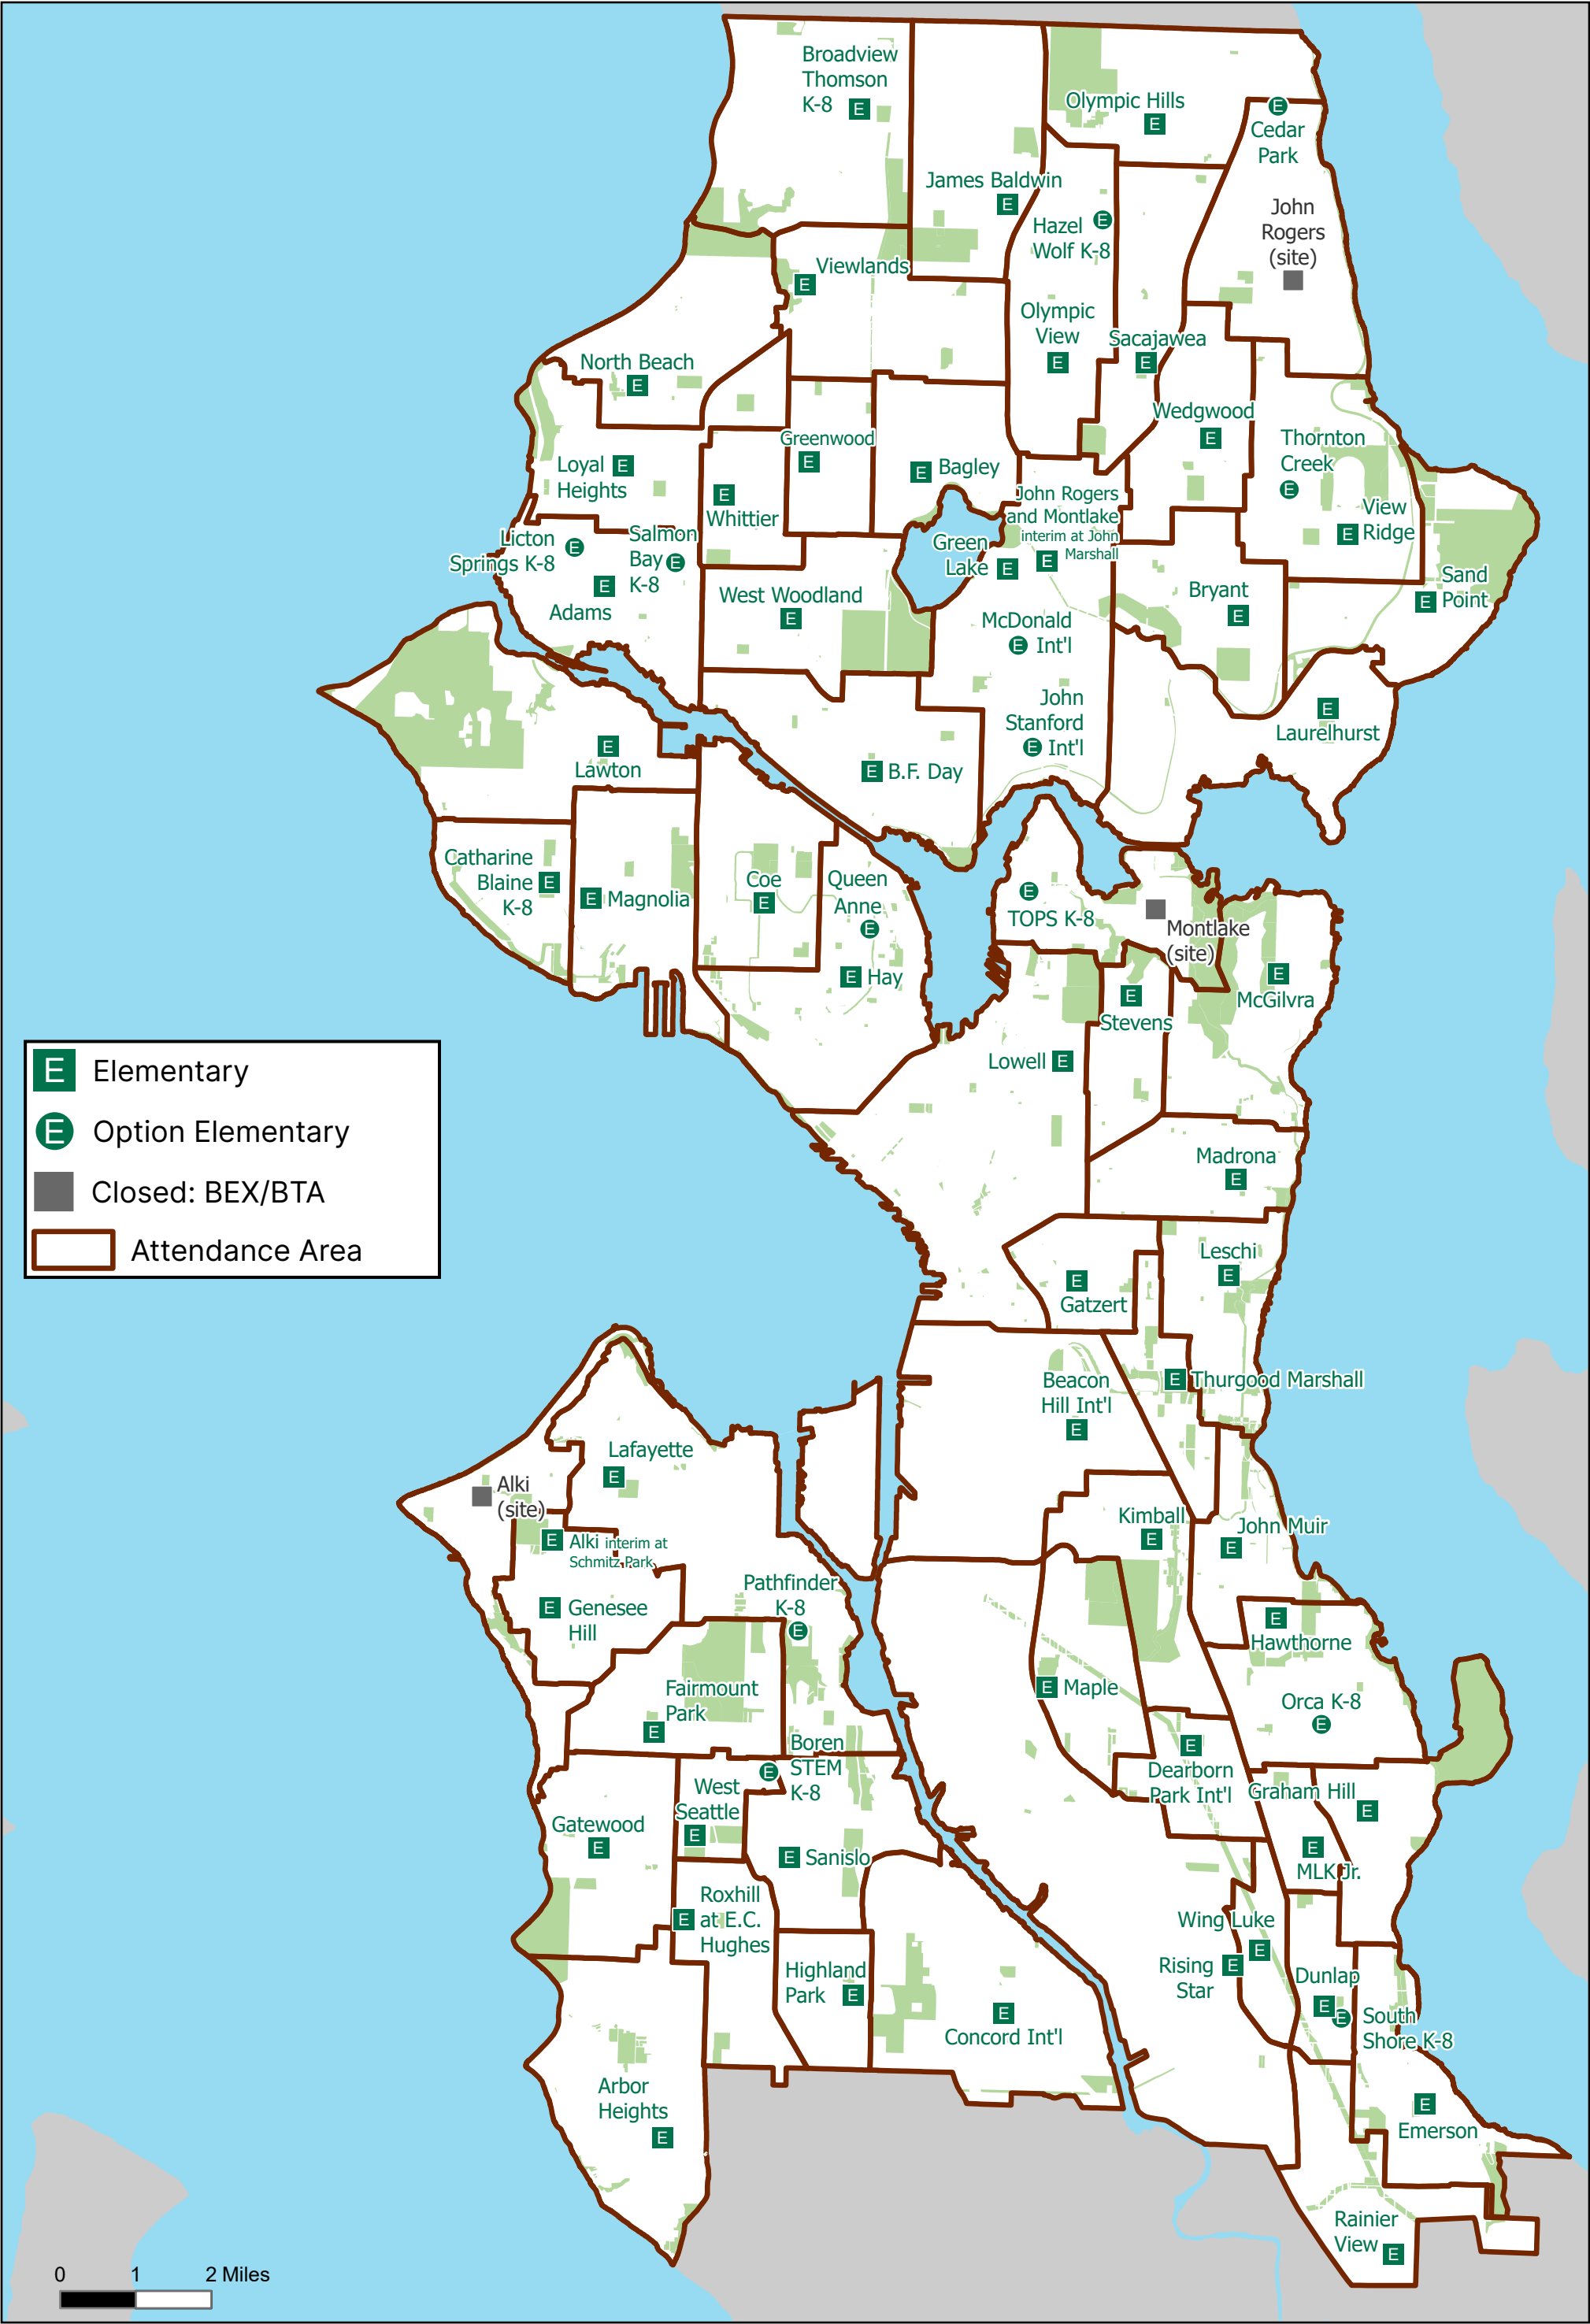 Broadview
Thomson
K-8
E
Olympic Hills
E
E
Cedar
Park
James Baldwin
E
Hazel
Wolf K-8
E
John
Rogers
(site)
Viewlands
E
Olympic
View
E
Sacajawea
E
North Beach
E
Wedgwood
E
Greenwood
E
Thornton
Creek
E
Loyal
Heights
E
Bagley
E
E
Whittier
John Rogers
and Montlake
interim at John
Marshall
E
View
Ridge
E
Licton
Springs K-8
E
Salmon
Bay
K-8
E
Green
Lake
E
E
Adams
West Woodland
E
Bryant
E
Sand
Point
E
McDonald
Int'l
E
John
Stanford
Int'l
E
E
Laurelhurst
E
Lawton
B.F. Day
E
Catharine
Blaine
K-8
E
Magnolia
E
Coe
E
Queen
Anne
E
E
TOPS K-8
Montlake
(site)
Hay
E
E
Stevens
E
McGilvra
Lowell
E
E Elementary
E Option Elementary
Closed: BEX/BTA
Attendance Area
Madrona
E
Leschi
E
E
Gatzert
Thurgood Marshall
E
Beacon
Hill Int'l
E
Lafayette
E
Alki
(site)
Kimball
E
John Muir
E
Alki interim at
Schmitz Park
E
Pathfinder
K-8
E
Genesee
Hill
E
E
Hawthorne
Maple
E
Orca K-8
E
Fairmount
Park
E
Boren
STEM
K-8
E
E
Dearborn
Park Int'l
Graham Hill
E
West
Seattle
E
Gatewood
E
Sanislo
E
E
MLK Jr.
Roxhill
at E.C.
Hughes
E
Wing Luke
E
Rising
Star
E
Highland
Park
E
Dunlap
E
E
South
Shore K-8
E
Concord Int'l
Arbor
Heights
E
E
Emerson
Rainier
View
E
0 1 2 Miles